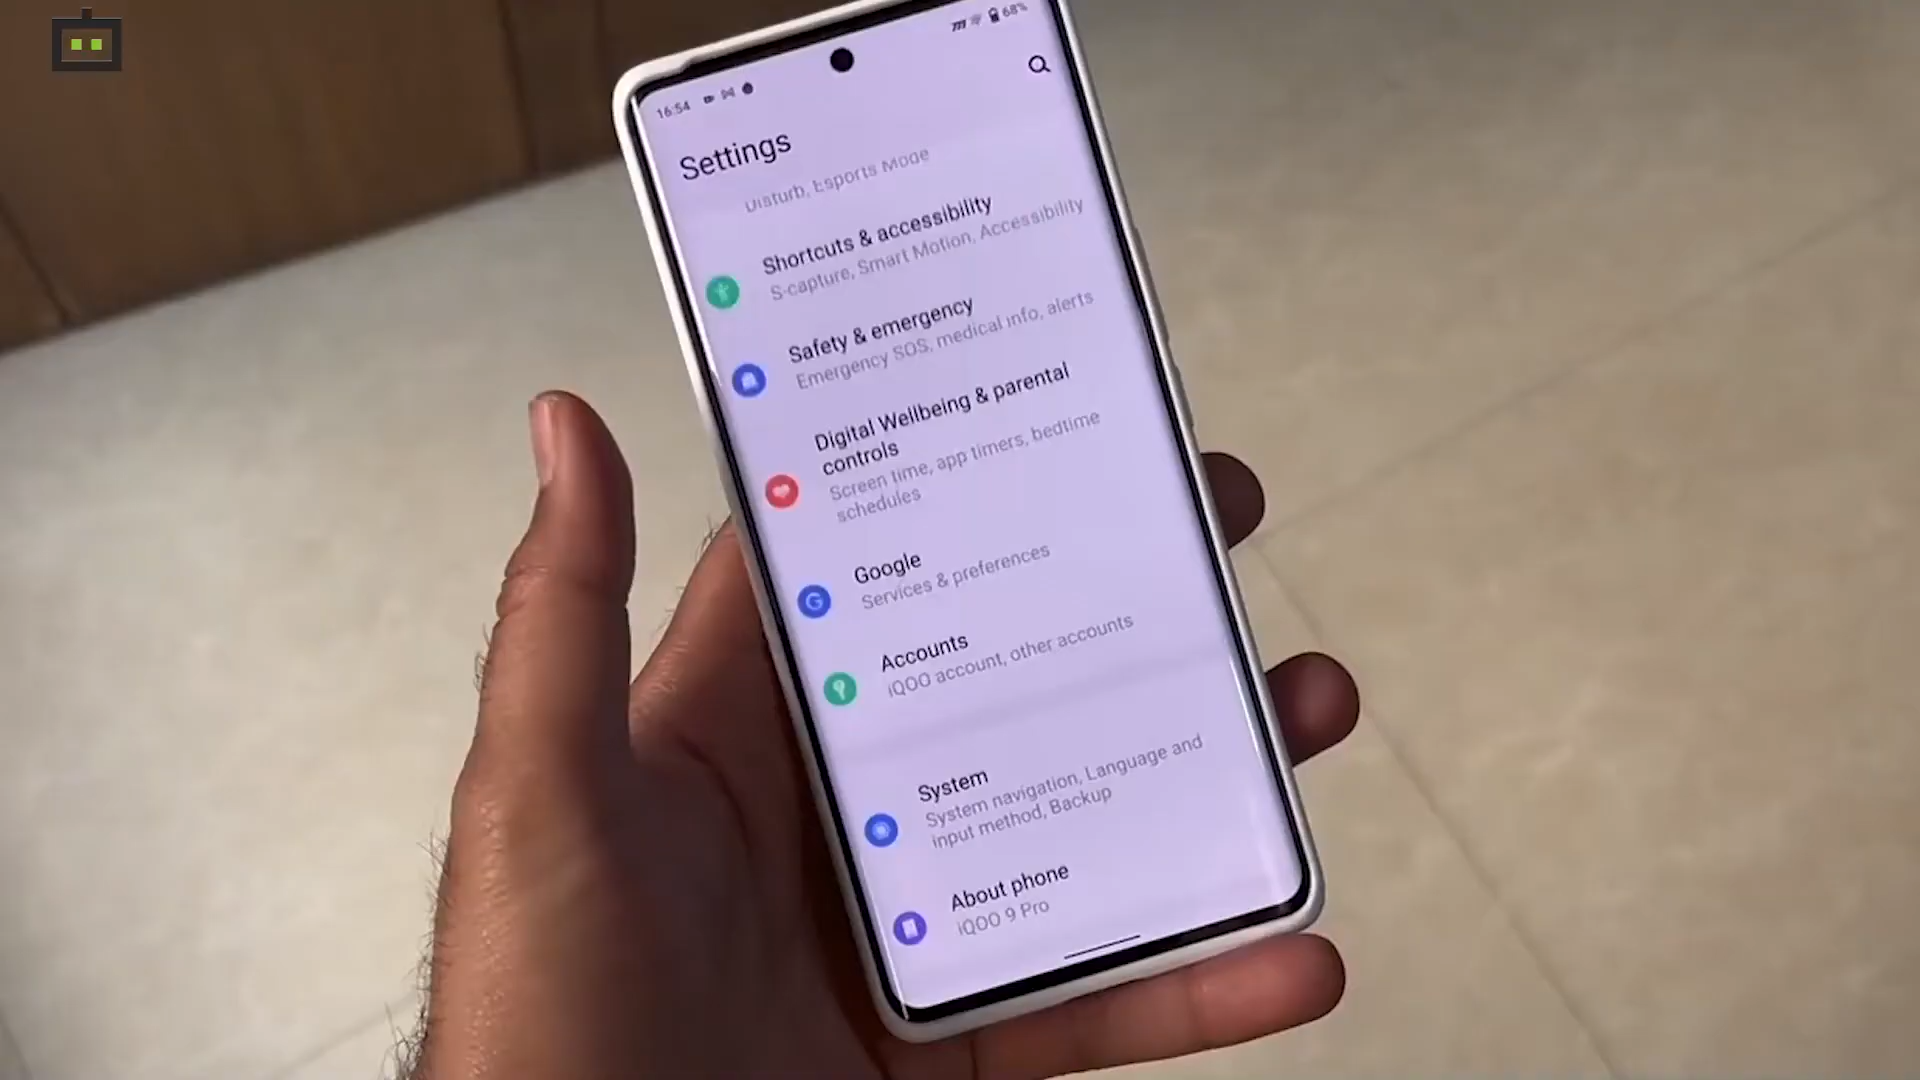 16:54
68%
Settings
Disturb, Esports Mode
Shortcuts & accessibility
S-capture, Smart Motion, Accessibility
Safety & emergency
Emergency SOS, medical info, alerts
Digital Wellbeing & parental
controls
Screen time, app timers, bedtime
schedules
G
Google
Services & preferences
Accounts
iQOO account, other accounts
System
System navigation, Language and
input method, Backup
About phone
iQOO 9 Pro